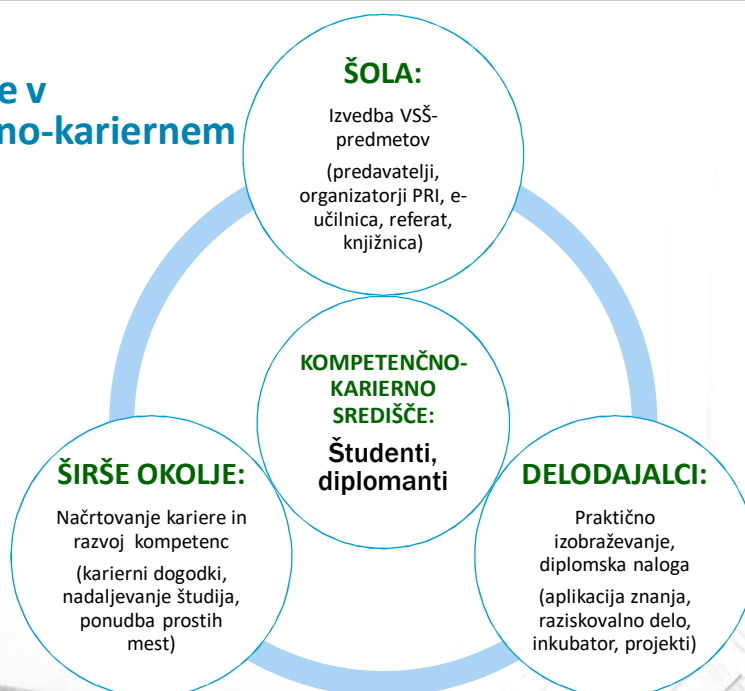 e v
no-kariernem
ŠOLA:
Izvedba VSŠ-
predmetov
(predavatelji,
organizatorji PRI, e-
učilnica, referat,
knjižnica)
KOMPETENČNO-
KARIERNO
SREDIŠČE:
Študenti,
diplomanti
ŠIRŠE OKOLJE:
Načrtovanje kariere in
razvoj kompetenc
(karierni dogodki,
nadaljevanje študija,
ponudba prostih
mest)
DELODAJALCI:
Praktično
izobraževanje,
diplomska naloga
(aplikacija znanja,
raziskovalno delo,
inkubator, projekti)